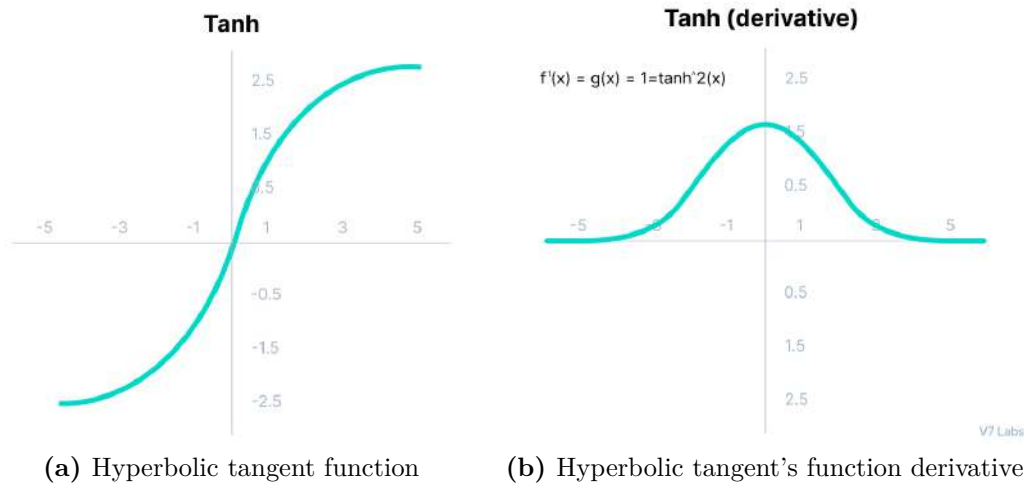 Tanh
2.5
1.5
0.5
-5 -3 -1 1 3 5
-0.5
-1.5
-2.5
(a) Hyperbolic tangent function
Tanh (derivative)
f'(x) = g(x) = 1=tanh^2(x)
2.5
1.5
0.5
-5 -3 -1 1 3 5
0.5
1.5
2.5
V7 Labs
(b) Hyperbolic tangent's function derivative